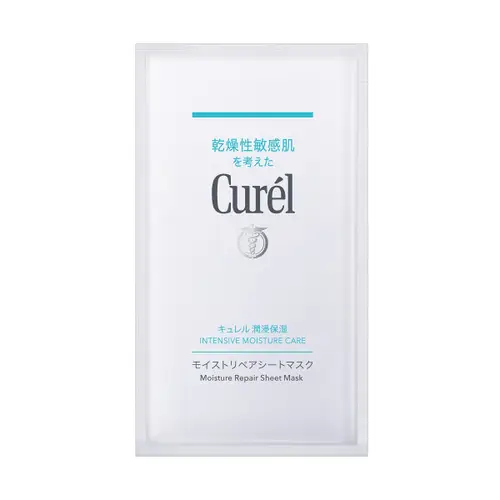 乾燥性敏感肌
を考えた
Curél
キュレル 潤浸保湿
INTENSIVE MOISTURE CARE
モイストリペアシートマスク
Moisture Repair Sheet Mask